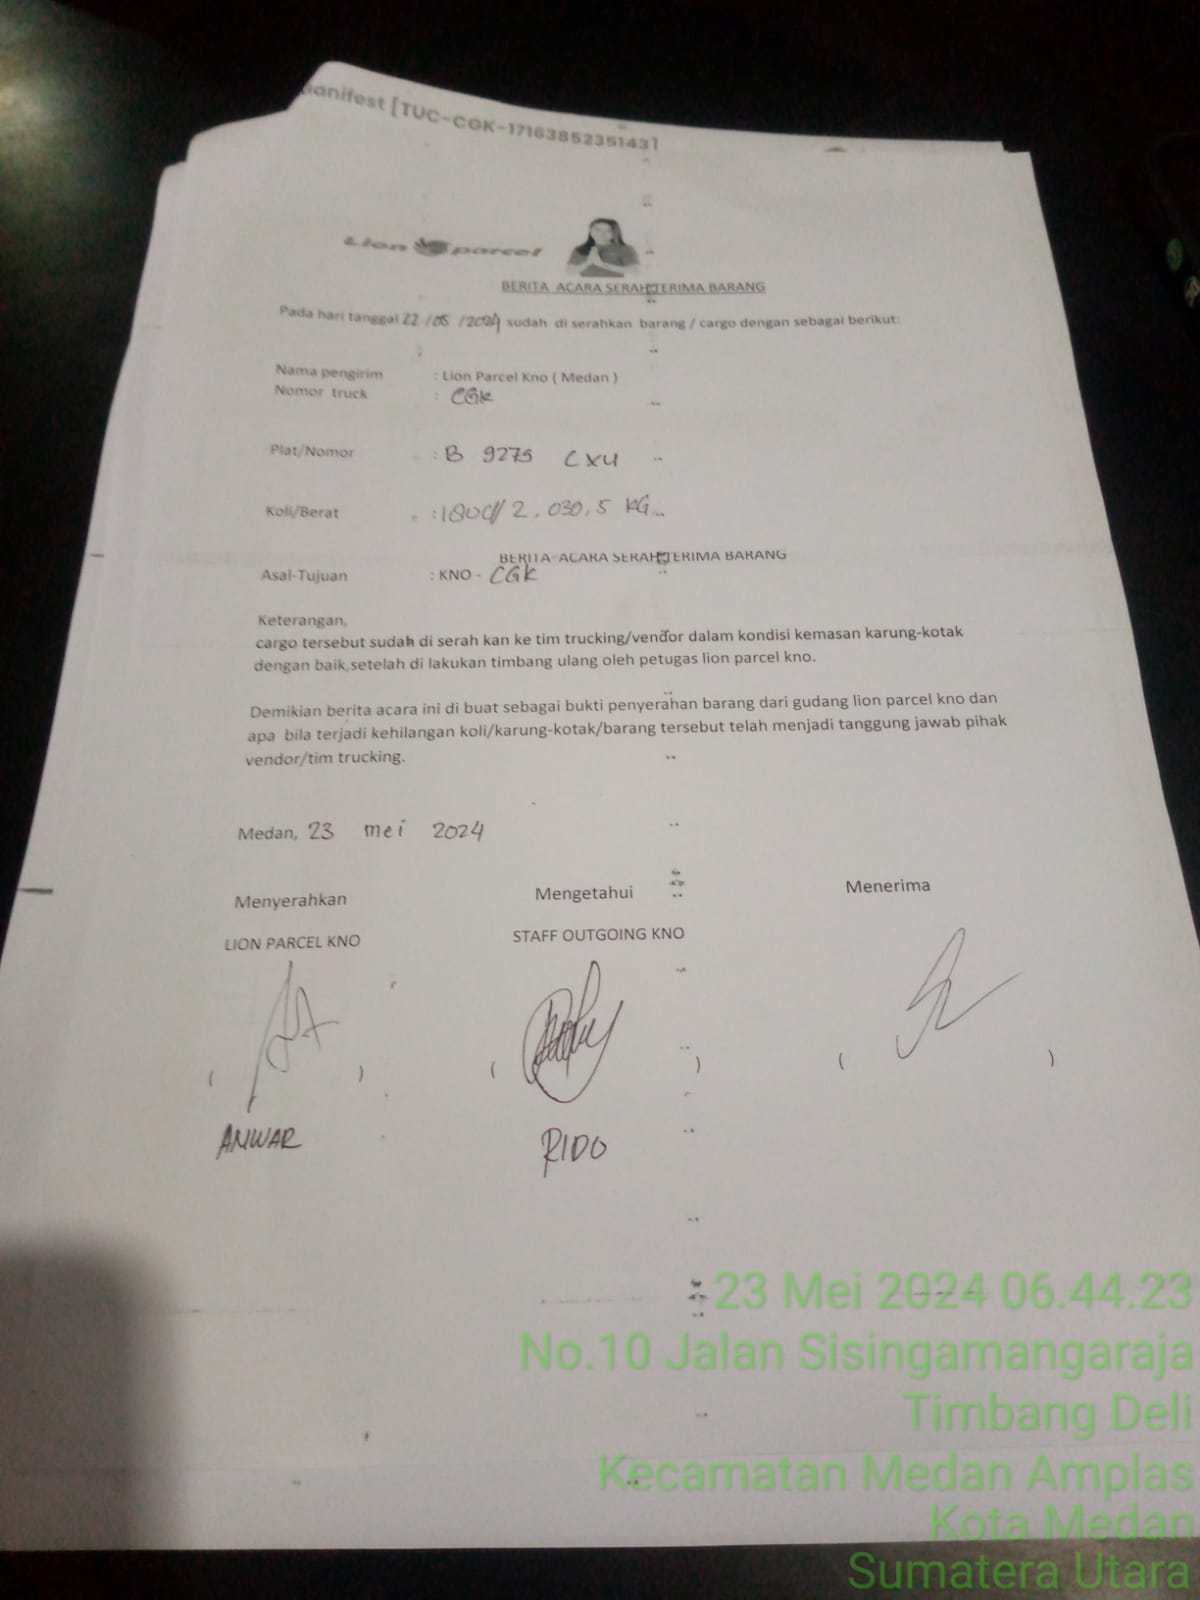 anifest [TUC-CGK-1716385235143]
Lion parcel
BERITA ACARA SERAH TERIMA BARANG
Pada hari tanggal 22 /05 /2024 sudah di serahkan barang / cargo dengan sebagai berikut:
Nama pengirim : Lion Parcel Kno ( Medan )
Nomor truck : CGK
Plat/Nomor : B 9275 CXU
Koli/Berat : 2.030,5 KG
BERITA ACARA SERAH TERIMA BARANG
Asal-Tujuan : KNO - CGK
Keterangan,
cargo tersebut sudah di serah kan ke tim trucking/vendor dalam kondisi kemasan karung-kotak
dengan baik,setelah di lakukan timbang ulang oleh petugas lion parcel kno.
Demikian berita acara ini di buat sebagai bukti penyerahan barang dari gudang lion parcel kno dan
apa bila terjadi kehilangan koli/karung-kotak/barang tersebut telah menjadi tanggung jawab pihak
vendor/tim trucking.
Medan, 23 mei 2024
Menyerahkan Mengetahui Menerima
LION PARCEL KNO STAFF OUTGOING KNO
( ) ( ) ( )
ANWAR RIDO
23 Mei 2024 06.44.23
No.10 Jalan Sisingamangaraja
Timbang Deli
Kecamatan Medan Amplas
Kota Medan
Sumatera Utara